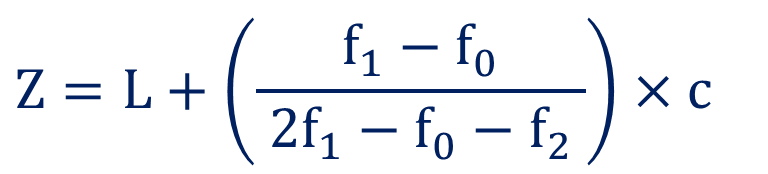 Z = L + ( (f₁ − f₀) / (2f₁ − f₀ − f₂) ) × c